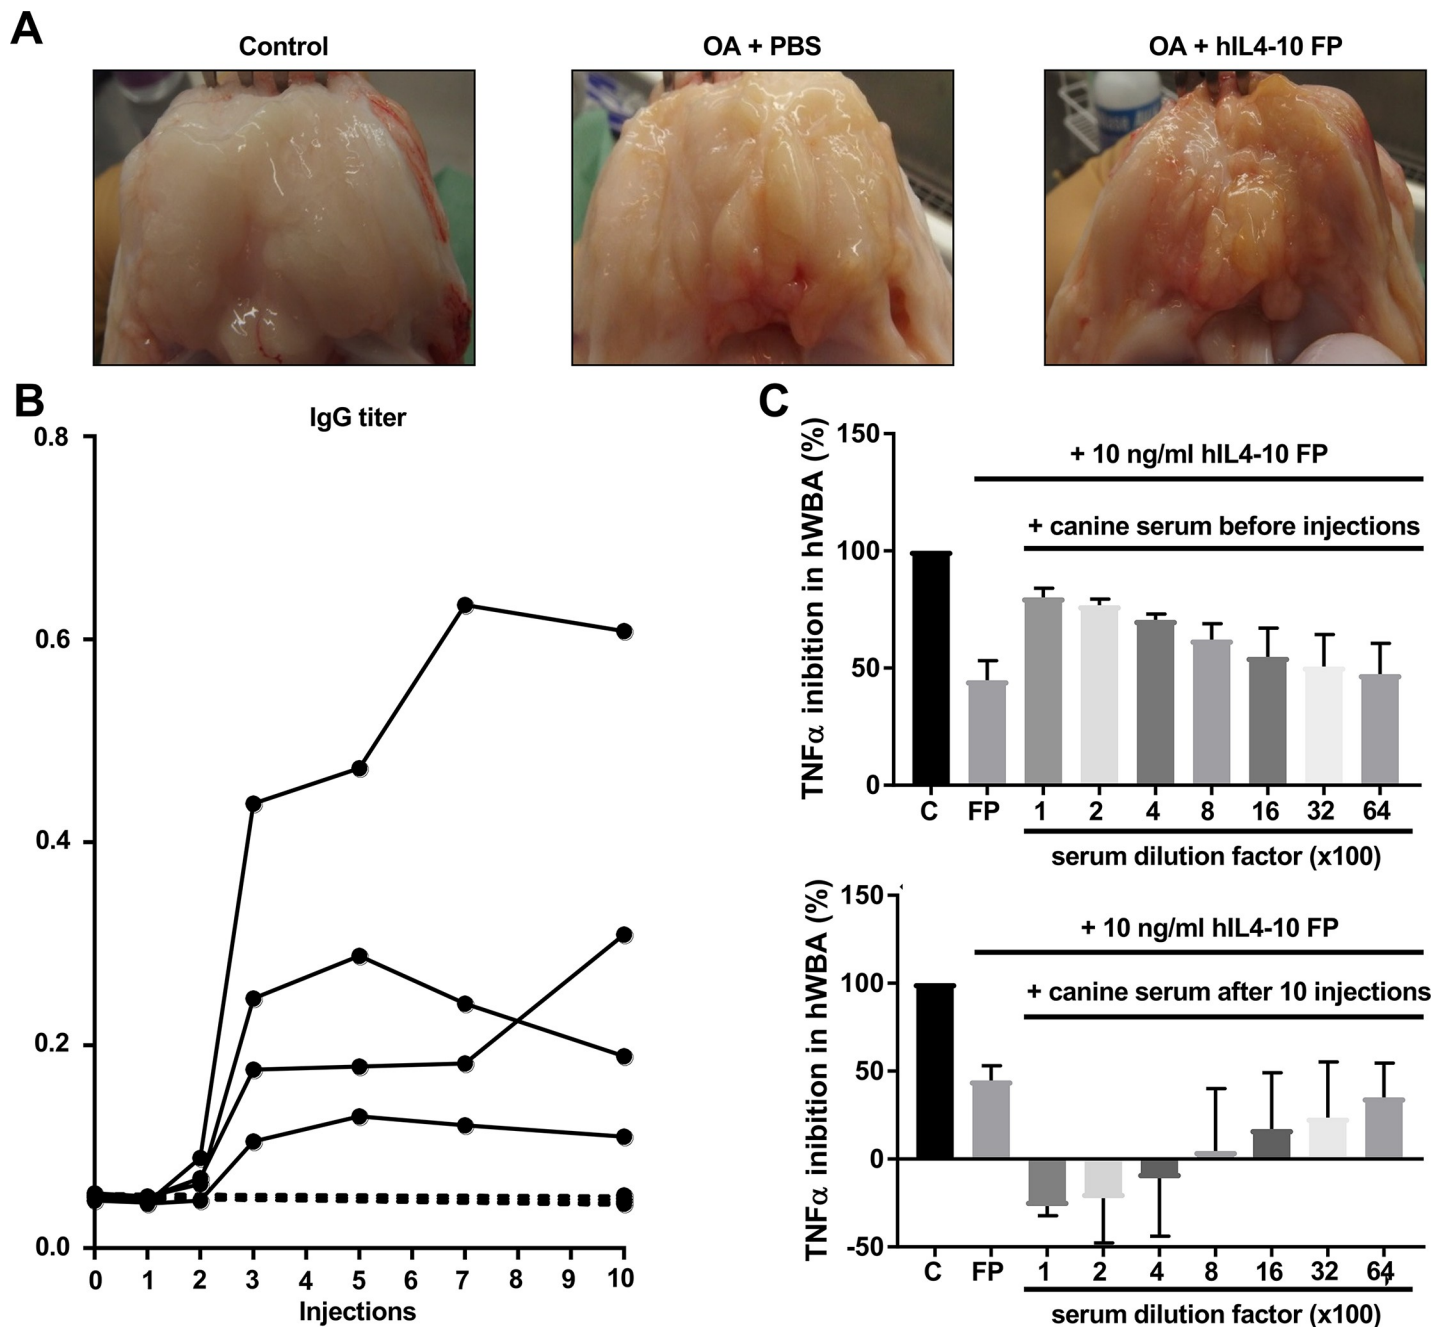 A
Control
OA + PBS
OA + hIL4-10 FP
B
IgG titer
0.8
0.6
0.4
0.2
0.0
0 1 2 3 4 5 6 7 8 9 10
Injections
C
TNFα inibition in hWBA (%)
150
100
50
0
+ 10 ng/ml hIL4-10 FP
+ canine serum before injections
C FP 1 2 4 8 16 32 64
serum dilution factor (x100)
TNFα inibition in hWBA (%)
150
100
50
0
-50
+ 10 ng/ml hIL4-10 FP
+ canine serum after 10 injections
C FP 1 2 4 8 16 32 64
serum dilution factor (x100)